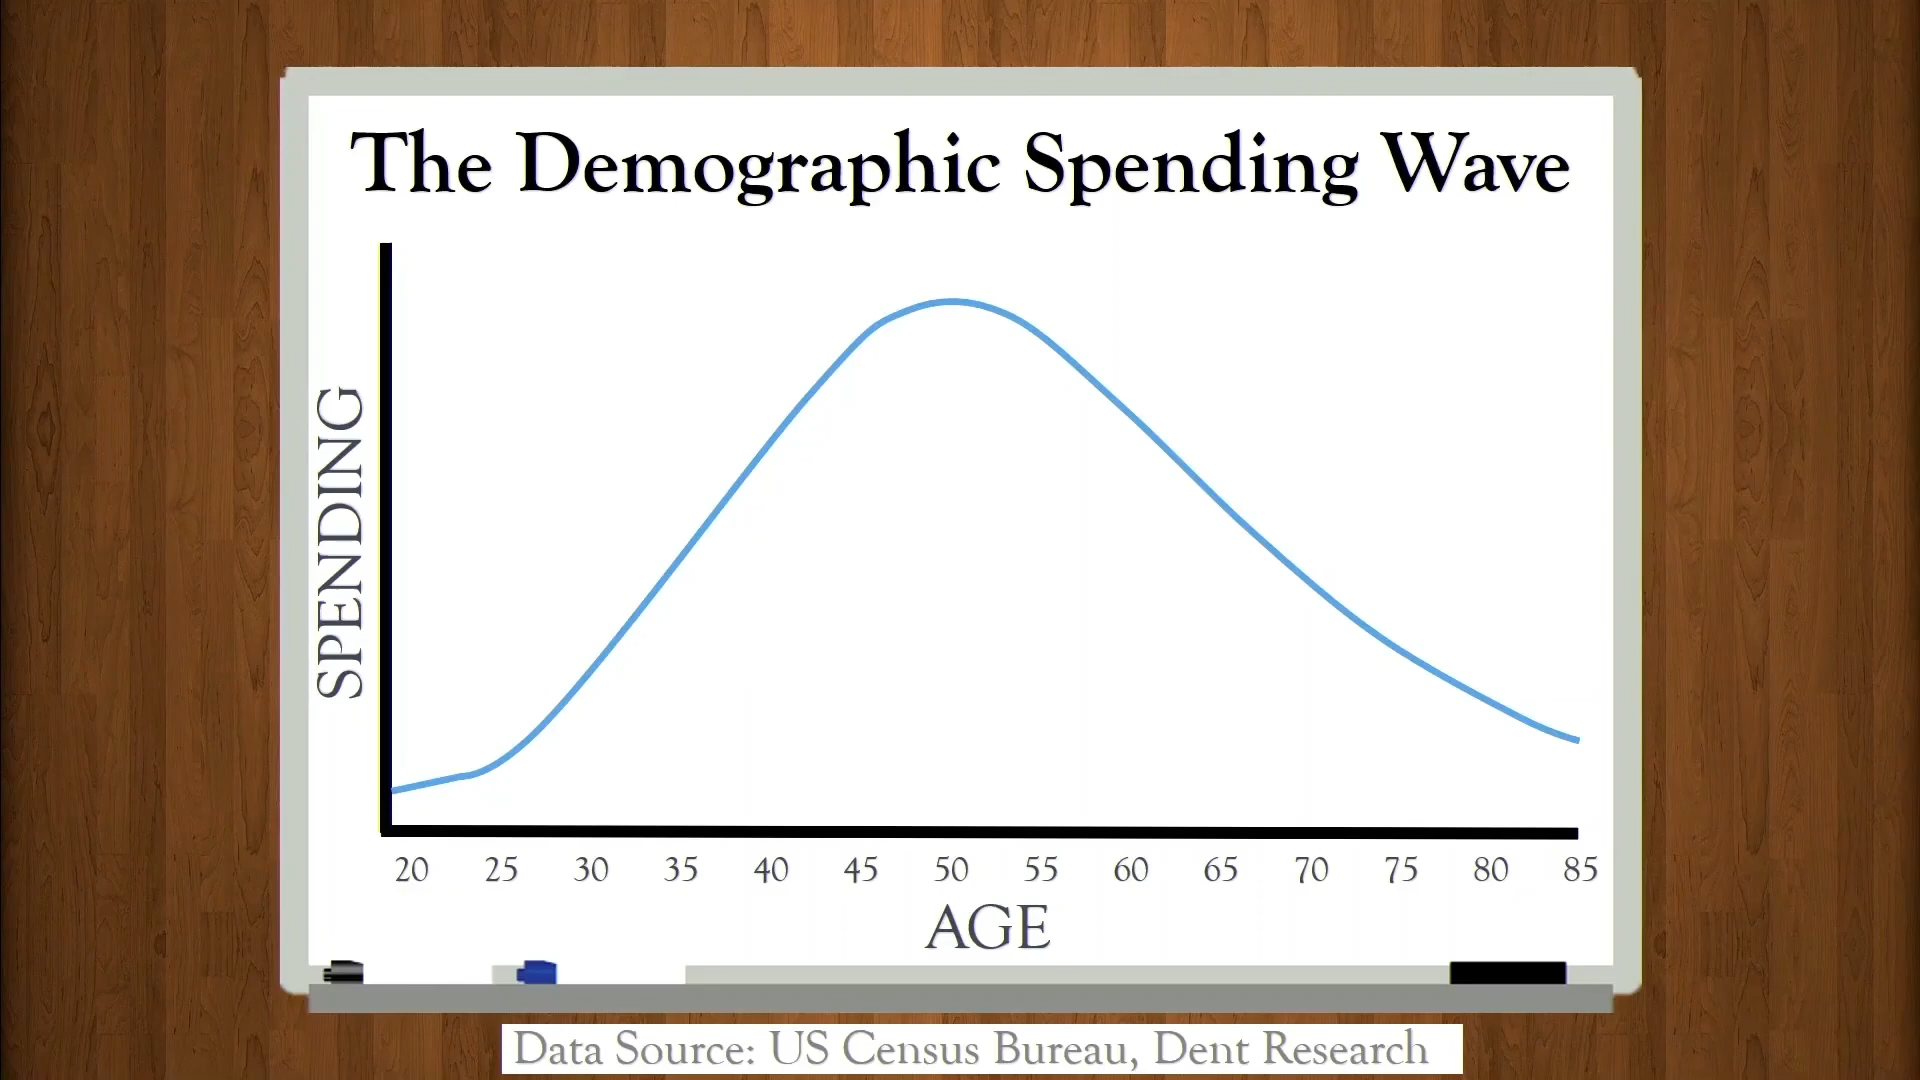 The Demographic Spending Wave
SPENDING
20 25 30 35 40 45 50 55 60 65 70 75 80 85
AGE
Data Source: US Census Bureau, Dent Research